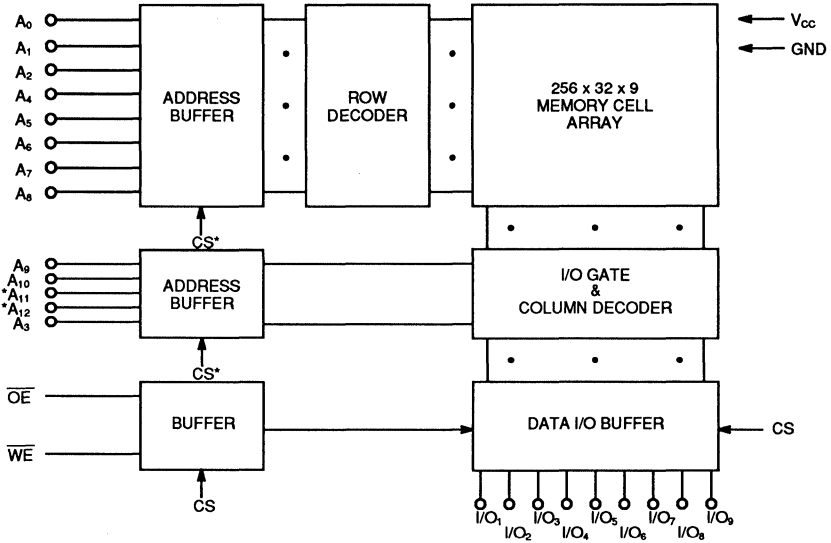 A0
A1
A2
A4
A5
A6
A7
A8
ADDRESS
BUFFER
ROW
DECODER
256 x 32 x 9
MEMORY CELL
ARRAY
VCC
GND
CS*
A9
A10
*A11
*A12
A3
ADDRESS
BUFFER
I/O GATE
&
COLUMN DECODER
CS*
OE
WE
BUFFER
DATA I/O BUFFER
CS
CS
I/O1
I/O2
I/O3
I/O4
I/O5
I/O6
I/O7
I/O8
I/O9